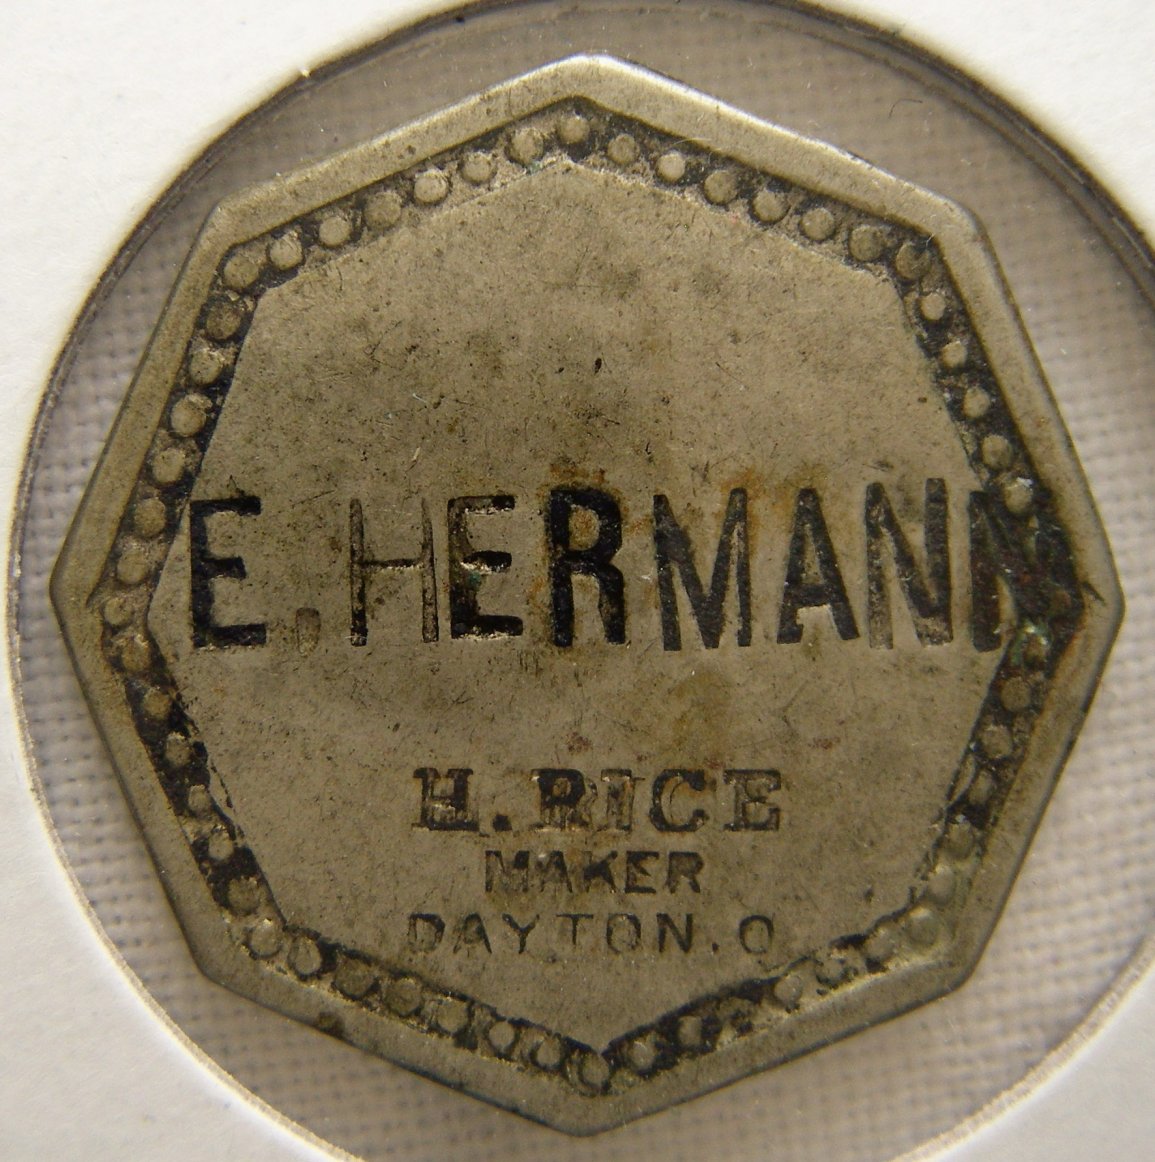 E. HERMANN
H. RICE
MAKER
DAYTON. O